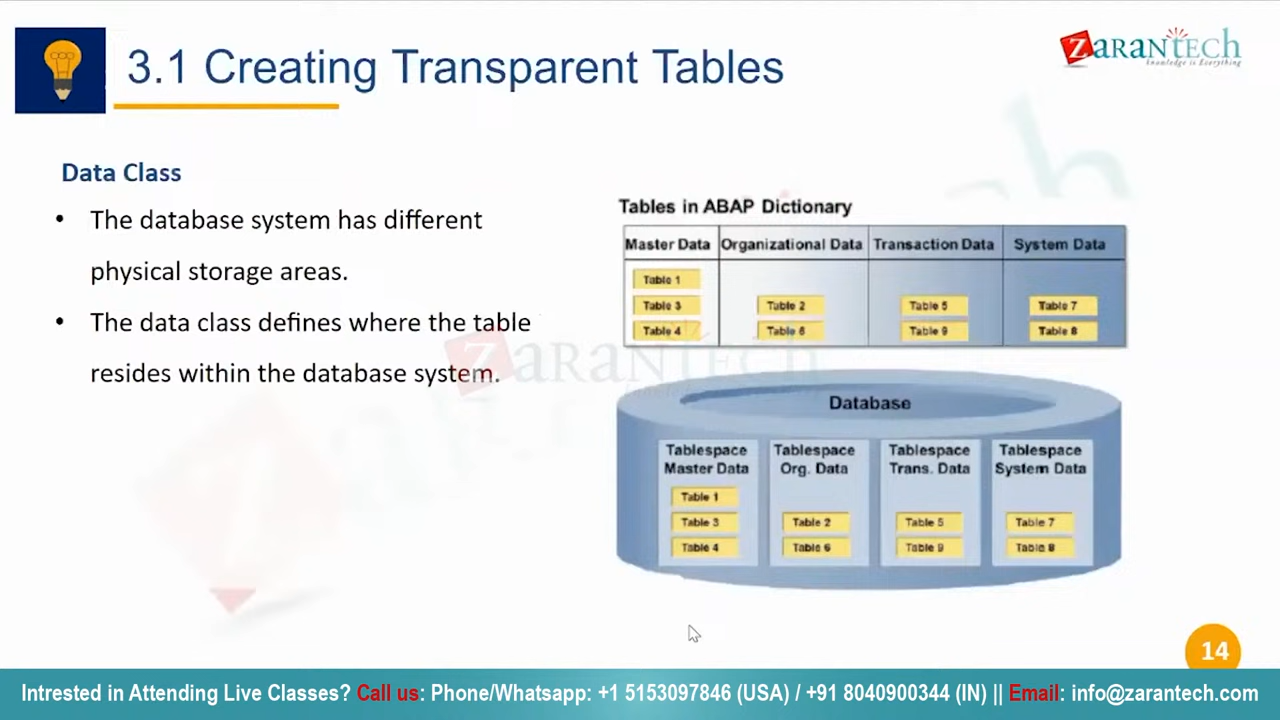 3.1 Creating Transparent Tables
ZARANTECH
Knowledge is Everything
Data Class
• The database system has different
physical storage areas.
• The data class defines where the table
resides within the database system.
Tables in ABAP Dictionary
Master Data Organizational Data Transaction Data System Data
Table 1
Table 3 Table 2 Table 5 Table 7
Table 4 Table 6 Table 9 Table 8
ZARANTECH
Database
Tablespace Tablespace Tablespace Tablespace
Master Data Org. Data Trans. Data System Data
Table 1
Table 3 Table 2 Table 5 Table 7
Table 4 Table 6 Table 9 Table 8
14
Intrested in Attending Live Classes? Call us: Phone/Whatsapp: +1 5153097846 (USA) / +91 8040900344 (IN) || Email: info@zarantech.com